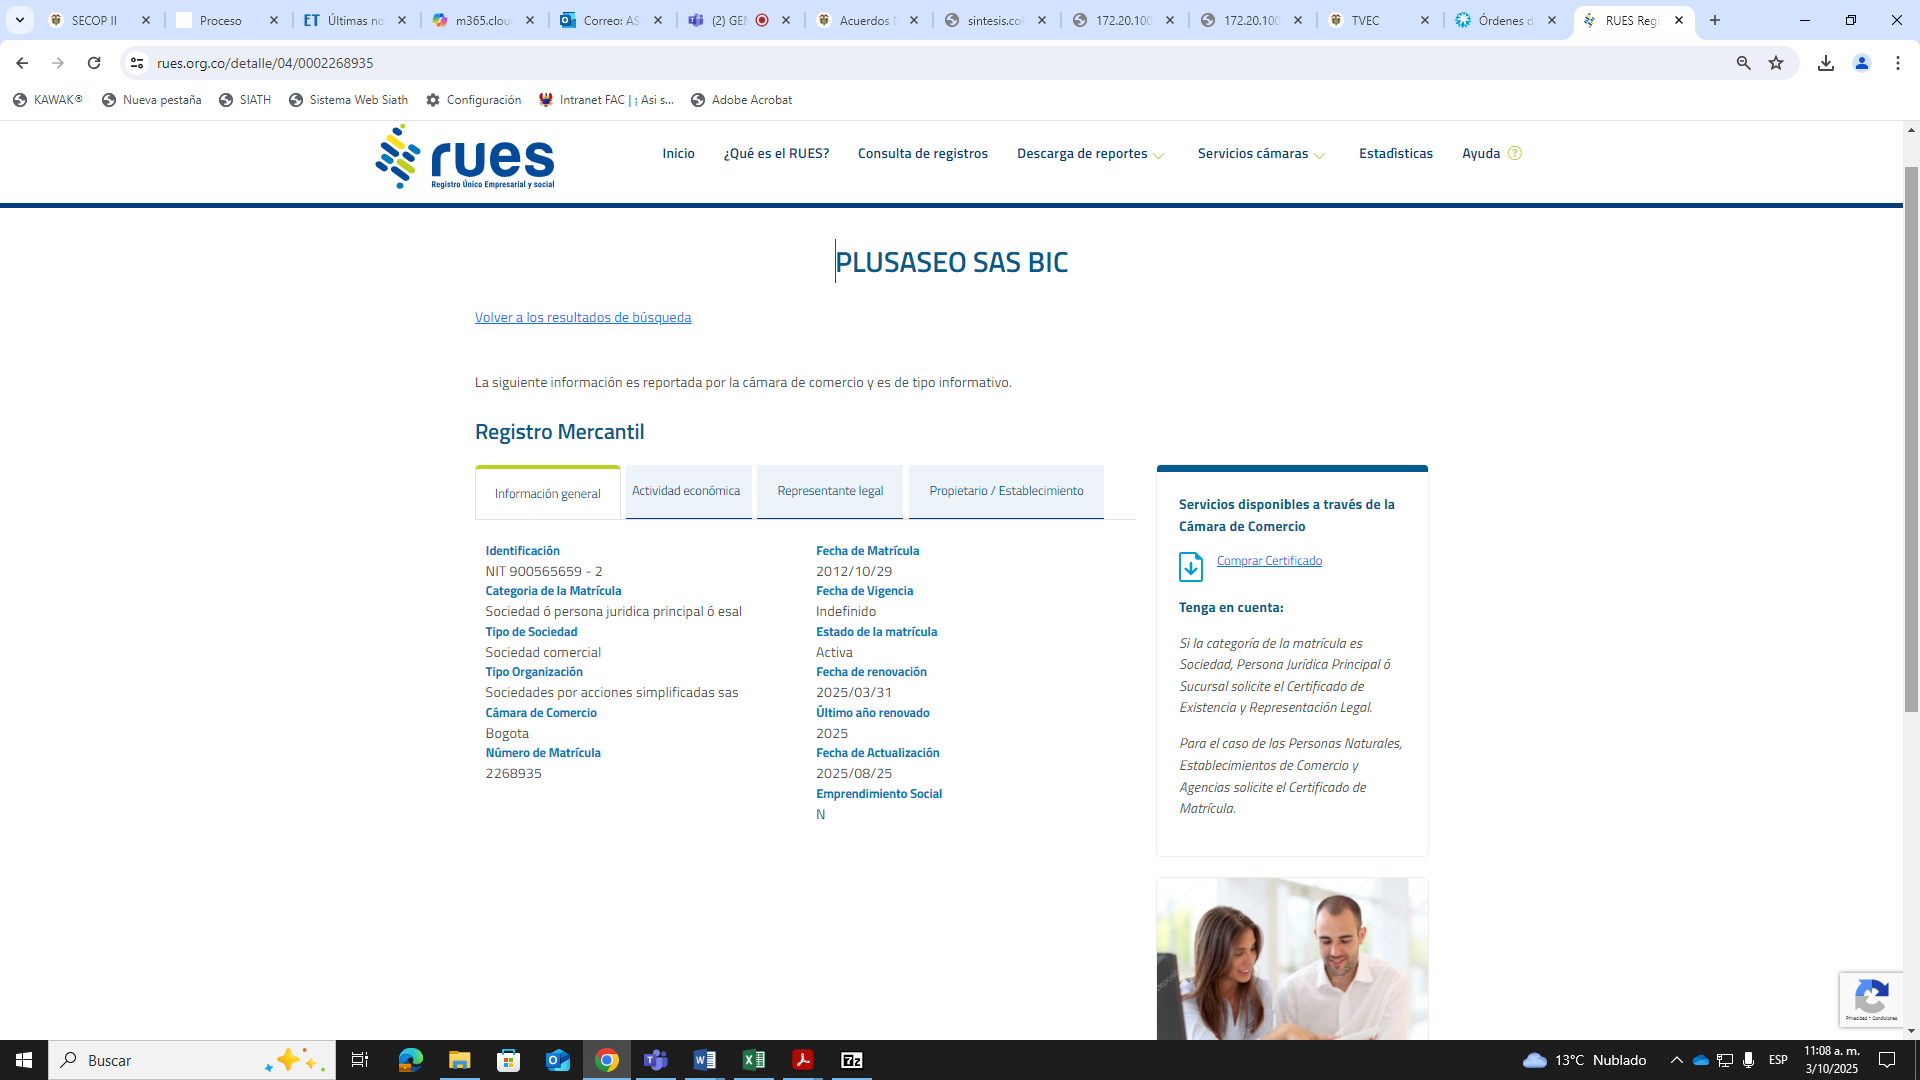 SECOP II
Proceso
ET Últimas no
m365.clou
Correo: AS
(2) GEN
Acuerdos
sintesis.co
172.20.100
172.20.100
TVEC
Órdenes d
RUES Regi
rues.org.co/detalle/04/0002268935
KAWAK®
Nueva pestaña
SIATH
Sistema Web Siath
Configuración
Intranet FAC | ¡ Asi s...
Adobe Acrobat
rues
Registro Único Empresarial y social
Inicio
¿Qué es el RUES?
Consulta de registros
Descarga de reportes
Servicios cámaras
Estadìsticas
Ayuda ?
PLUSASEO SAS BIC
Volver a los resultados de búsqueda
La siguiente información es reportada por la cámara de comercio y es de tipo informativo.
Registro Mercantil
Información general
Actividad económica
Representante legal
Propietario / Establecimiento
Identificación
NIT 900565659 - 2
Categoria de la Matrícula
Sociedad ó persona juridica principal ó esal
Tipo de Sociedad
Sociedad comercial
Tipo Organización
Sociedades por acciones simplificadas sas
Cámara de Comercio
Bogota
Número de Matrícula
2268935
Fecha de Matrícula
2012/10/29
Fecha de Vigencia
Indefinido
Estado de la matrícula
Activa
Fecha de renovación
2025/03/31
Último año renovado
2025
Fecha de Actualización
2025/08/25
Emprendimiento Social
N
Servicios disponibles a través de la
Cámara de Comercio
Comprar Certificado
Tenga en cuenta:
Si la categoría de la matrícula es
Sociedad, Persona Jurídica Principal ó
Sucursal solicite el Certificado de
Existencia y Representación Legal.
Para el caso de las Personas Naturales,
Establecimientos de Comercio y
Agencias solicite el Certificado de
Matrícula.
Privacidad - Condiciones
Buscar
13°C Nublado
ESP
11:08 a. m.
3/10/2025